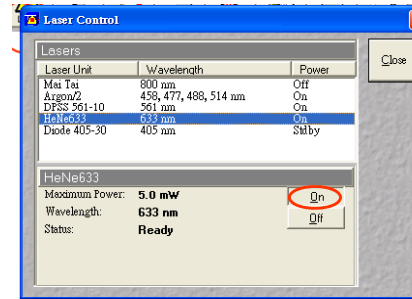 Laser Control
Lasers
Close
Laser Unit Wavelength Power
Mai Tai 800 nm Off
Argon/2 458, 477, 488, 514 nm On
DPSS 561-10 561 nm On
HeNe633 633 nm On
Diode 405-30 405 nm Stdby
HeNe633
Maximum Power: 5.0 mW On
Wavelength: 633 nm Off
Status: Ready